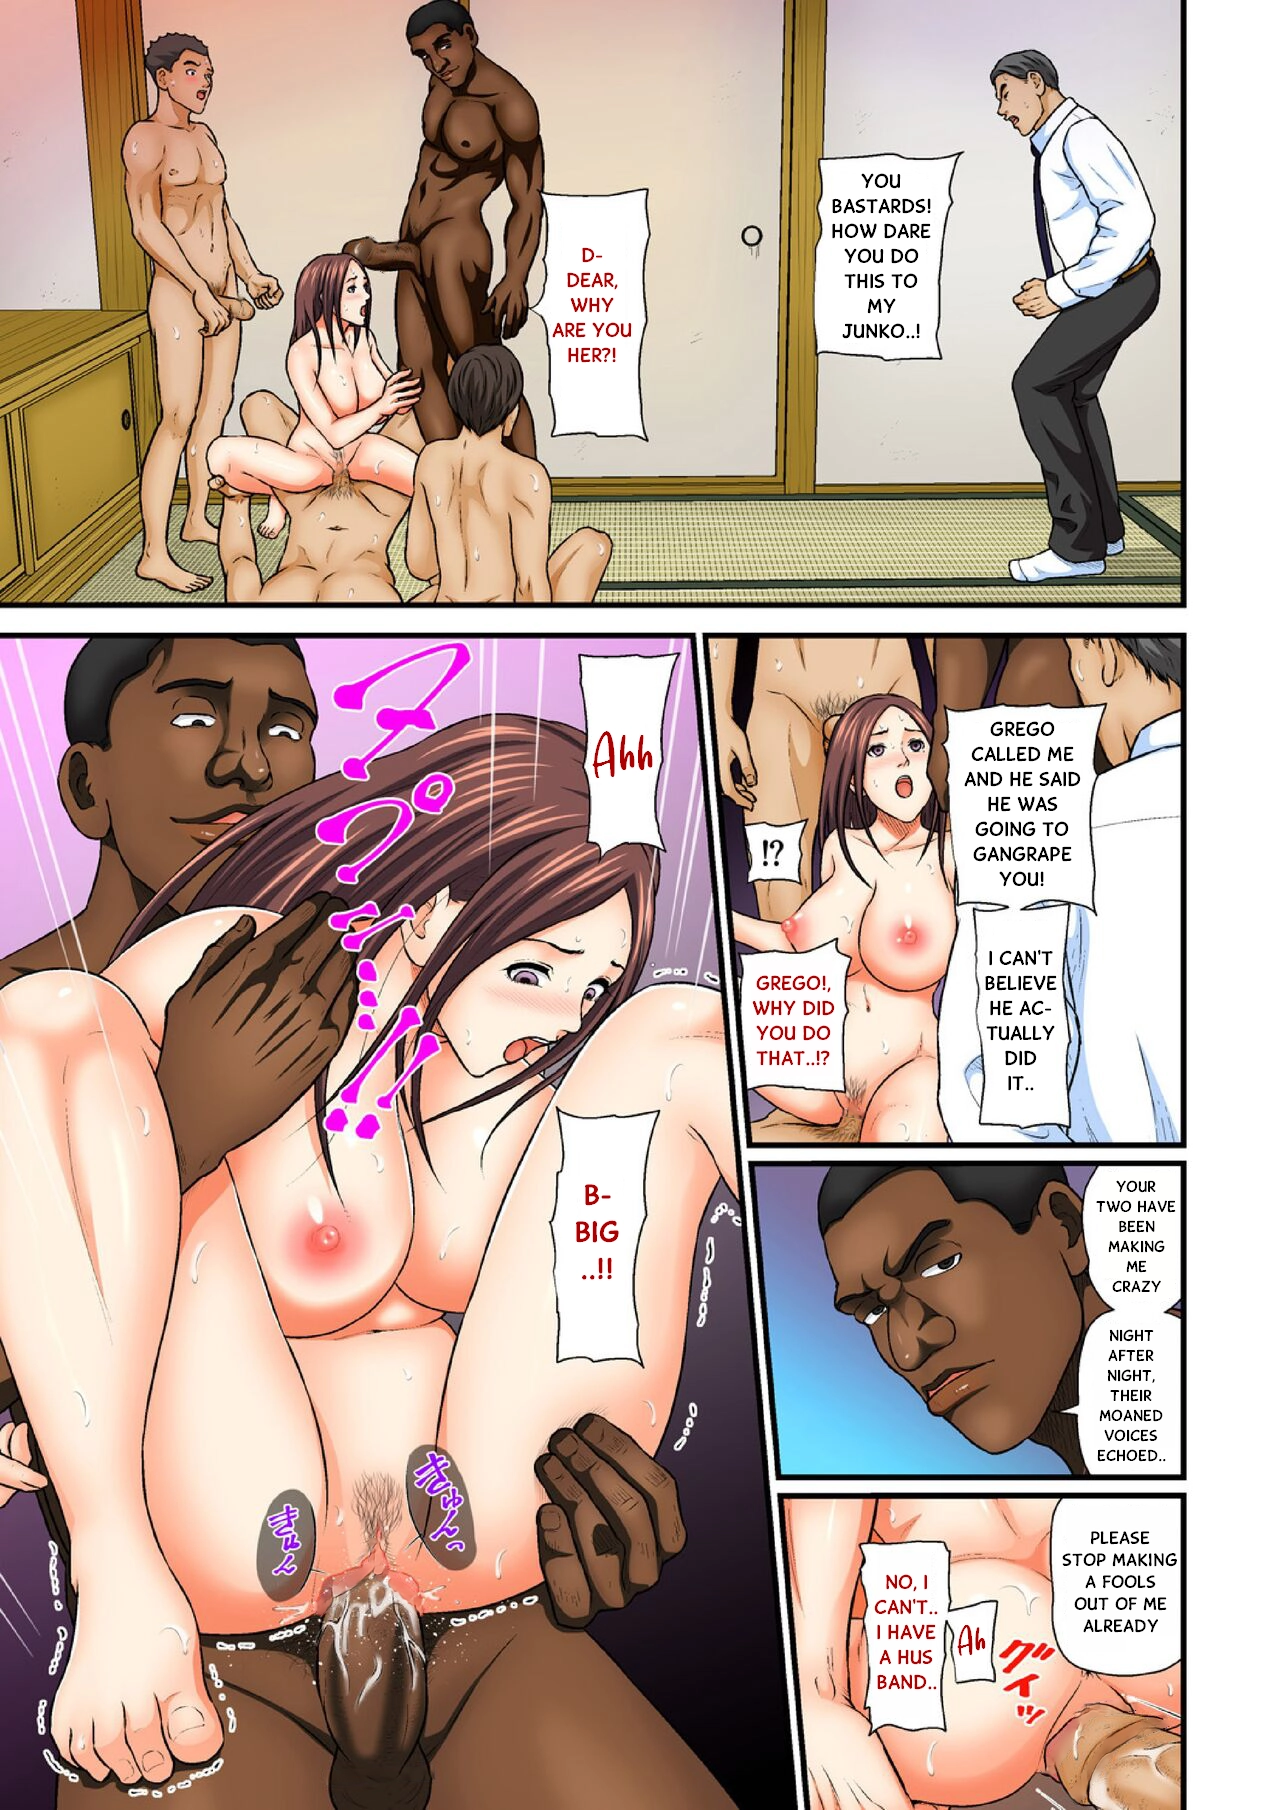 YOU
BASTARDS!
HOW DARE
YOU DO
THIS TO
MY
JUNKO..!
D-
DEAR,
WHY
ARE YOU
HER?!
GREGO
CALLED ME
AND HE SAID
HE WAS
GOING TO
GANGRAPE
YOU!
I CAN'T
BELIEVE
HE AC-
TUALLY
DID
IT..
!?
GREGO!,
WHY DID
YOU DO
THAT..!?
YOUR
TWO HAVE
BEEN
MAKING
ME
CRAZY
NIGHT
AFTER
NIGHT,
THEIR
MOANED
VOICES
ECHOED..
PLEASE
STOP MAKING
A FOOLS
OUT OF ME
ALREADY
グイッ
Ah
NO, I
CAN'T..
I HAVE
A HUS
BAND..
Ahh
B-
BIG
..!!
きゅんっ
きゅん